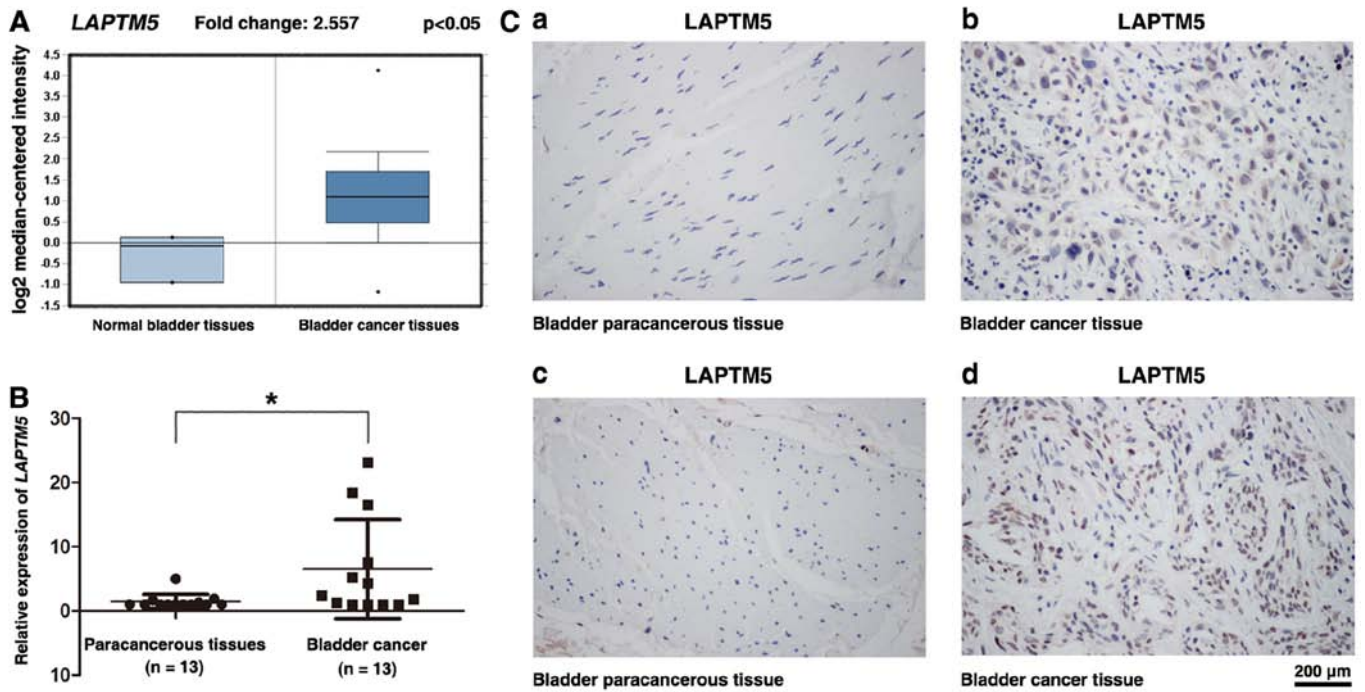 A LAPTM5 Fold change: 2.557 p<0.05
log2 median-centered intensity
4.5
4.0
3.5
3.0
2.5
2.0
1.5
1.0
0.5
0.0
-0.5
-1.0
-1.5
Normal bladder tissues Bladder cancer tissues
B
*
Relative expression of LAPTM5
30
20
10
0
10
Paracancerous tissues Bladder cancer
(n = 13) (n = 13)
C a LAPTM5
Bladder paracancerous tissue
b LAPTM5
Bladder cancer tissue
c LAPTM5
Bladder paracancerous tissue
d LAPTM5
Bladder cancer tissue
200 µm